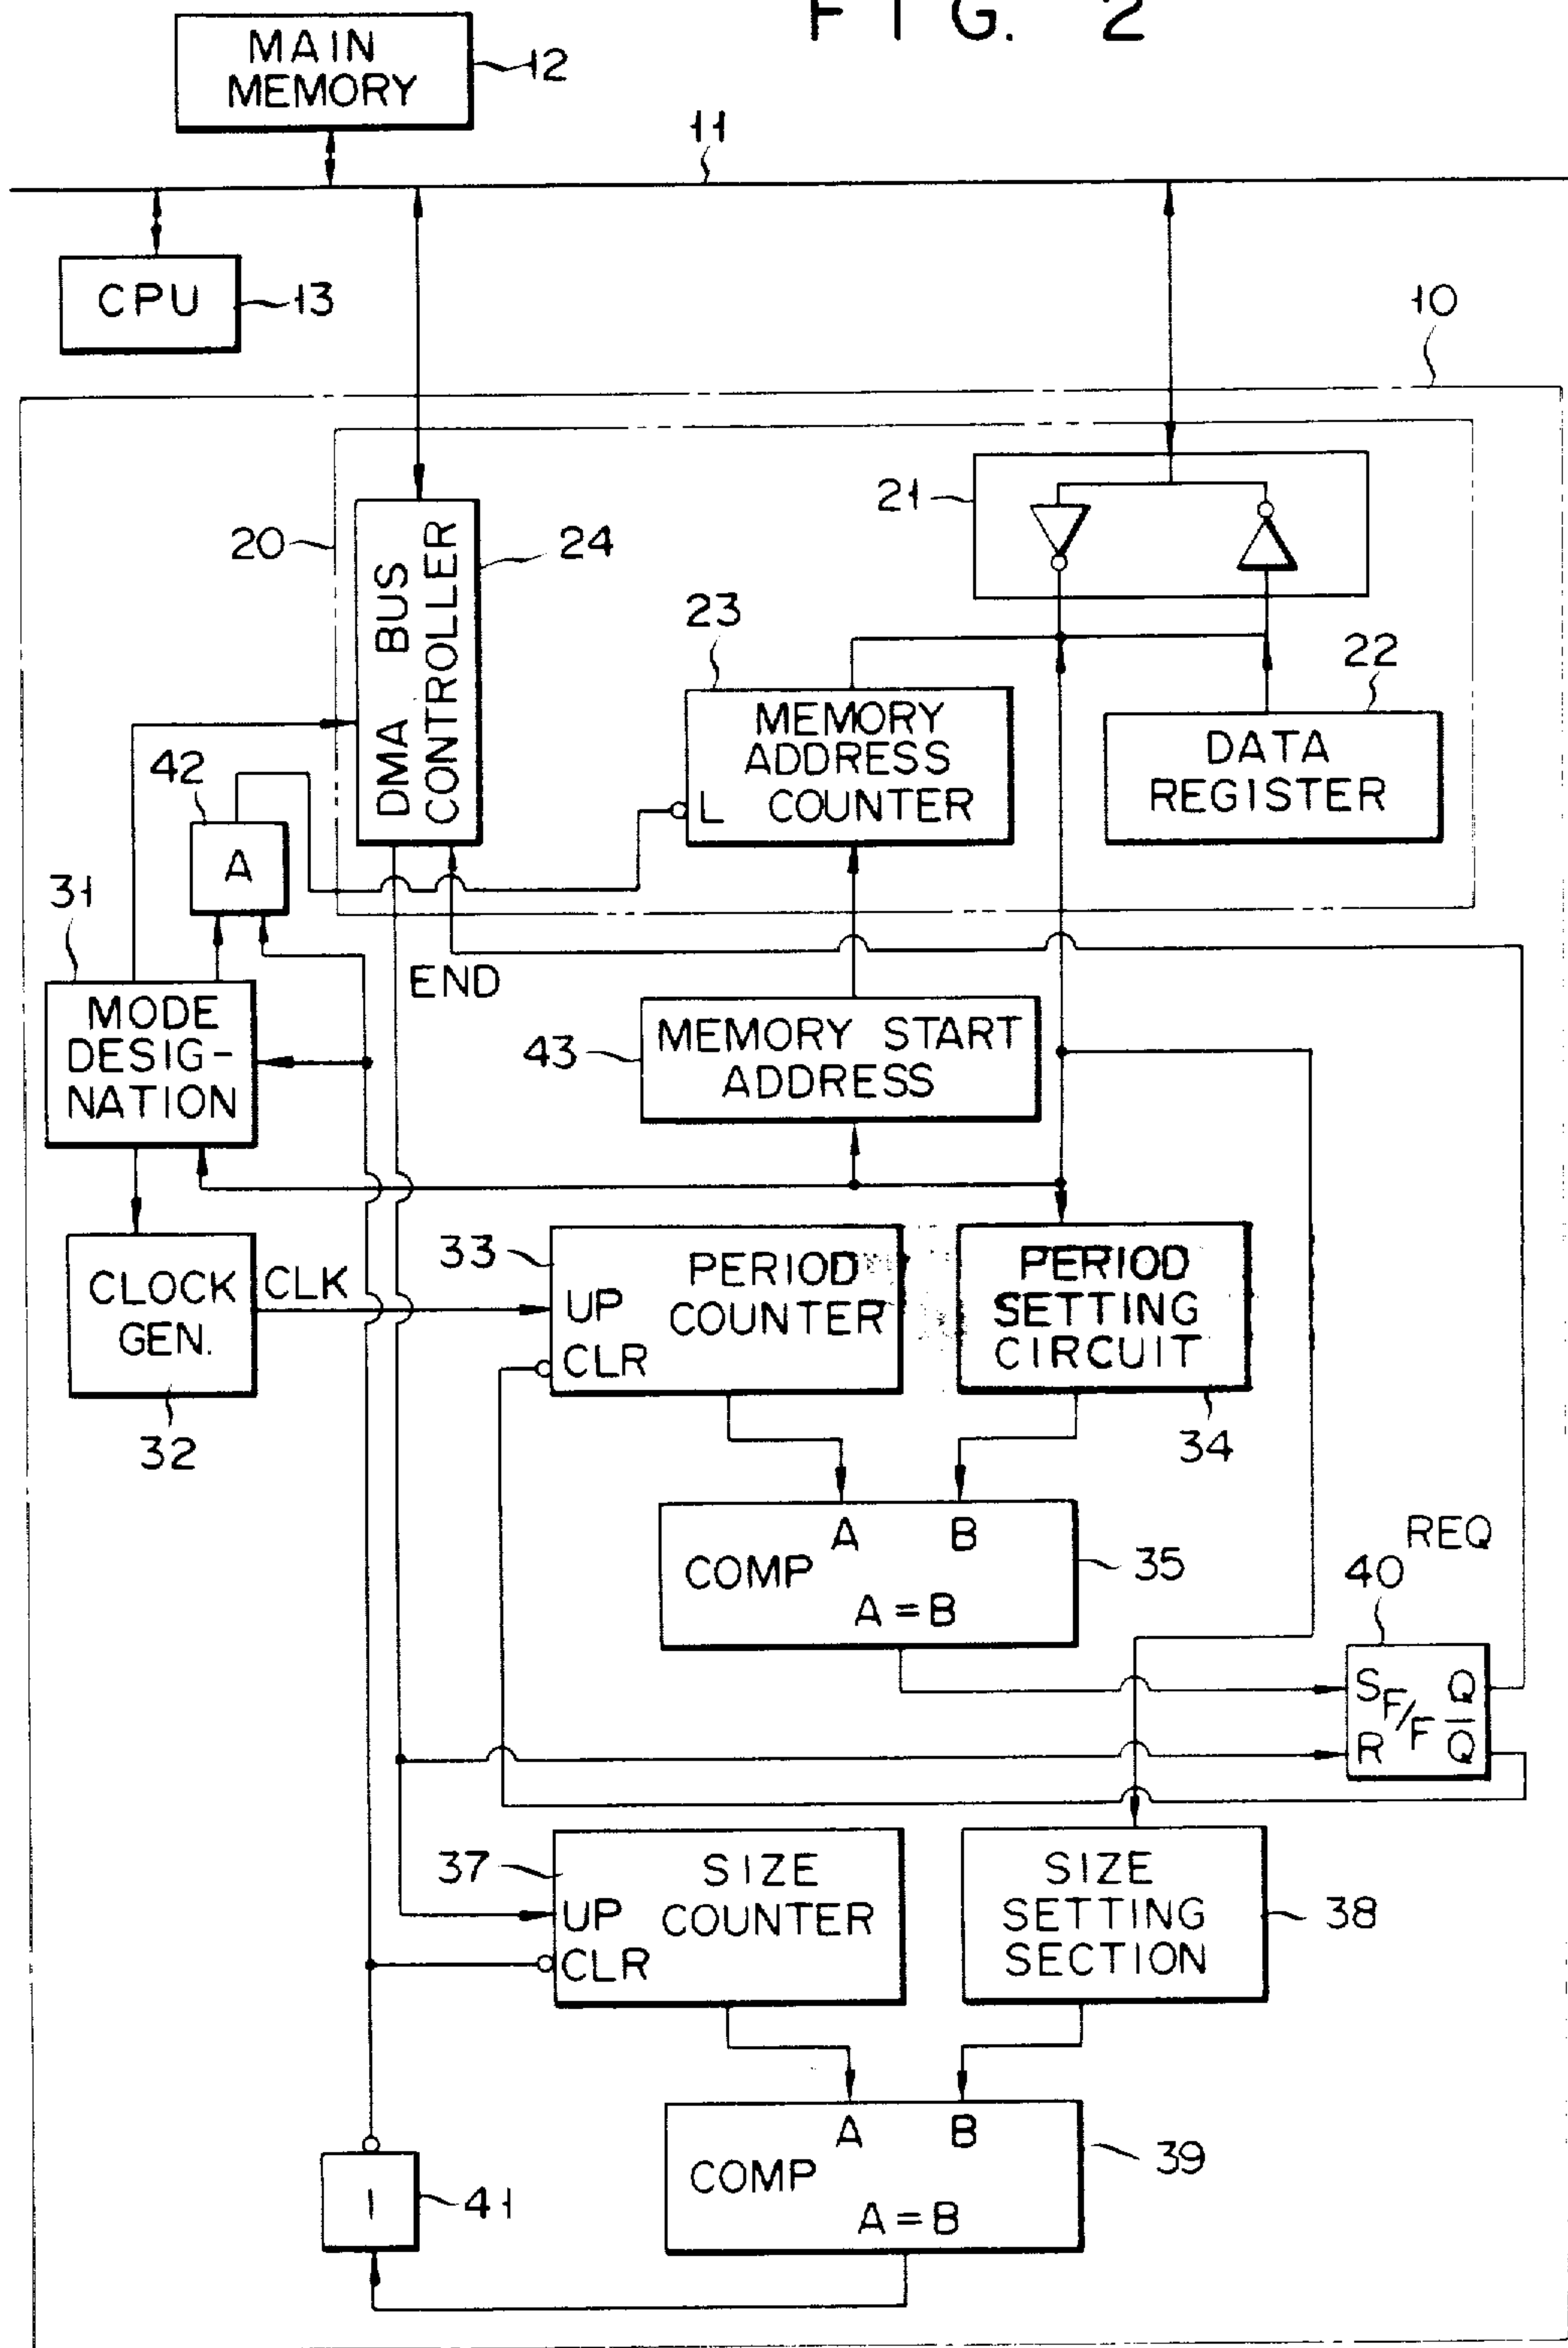 FIG. 2
MAIN
MEMORY
12
11
CPU
13
10
20
DMA BUS
CONTROLLER
24
21
23
MEMORY
ADDRESS
L COUNTER
22
DATA
REGISTER
42
A
31
END
MODE
DESIG-
NATION
43
MEMORY START
ADDRESS
CLOCK
GEN.
CLK
32
33
PERIOD
UP COUNTER
CLR
PERIOD
SETTING
CIRCUIT
34
A B
COMP
A=B
35
REQ
40
S F/F Q
R Q̅
37
SIZE
UP COUNTER
CLR
SIZE
SETTING
SECTION
38
A B
COMP
A=B
39
I
41